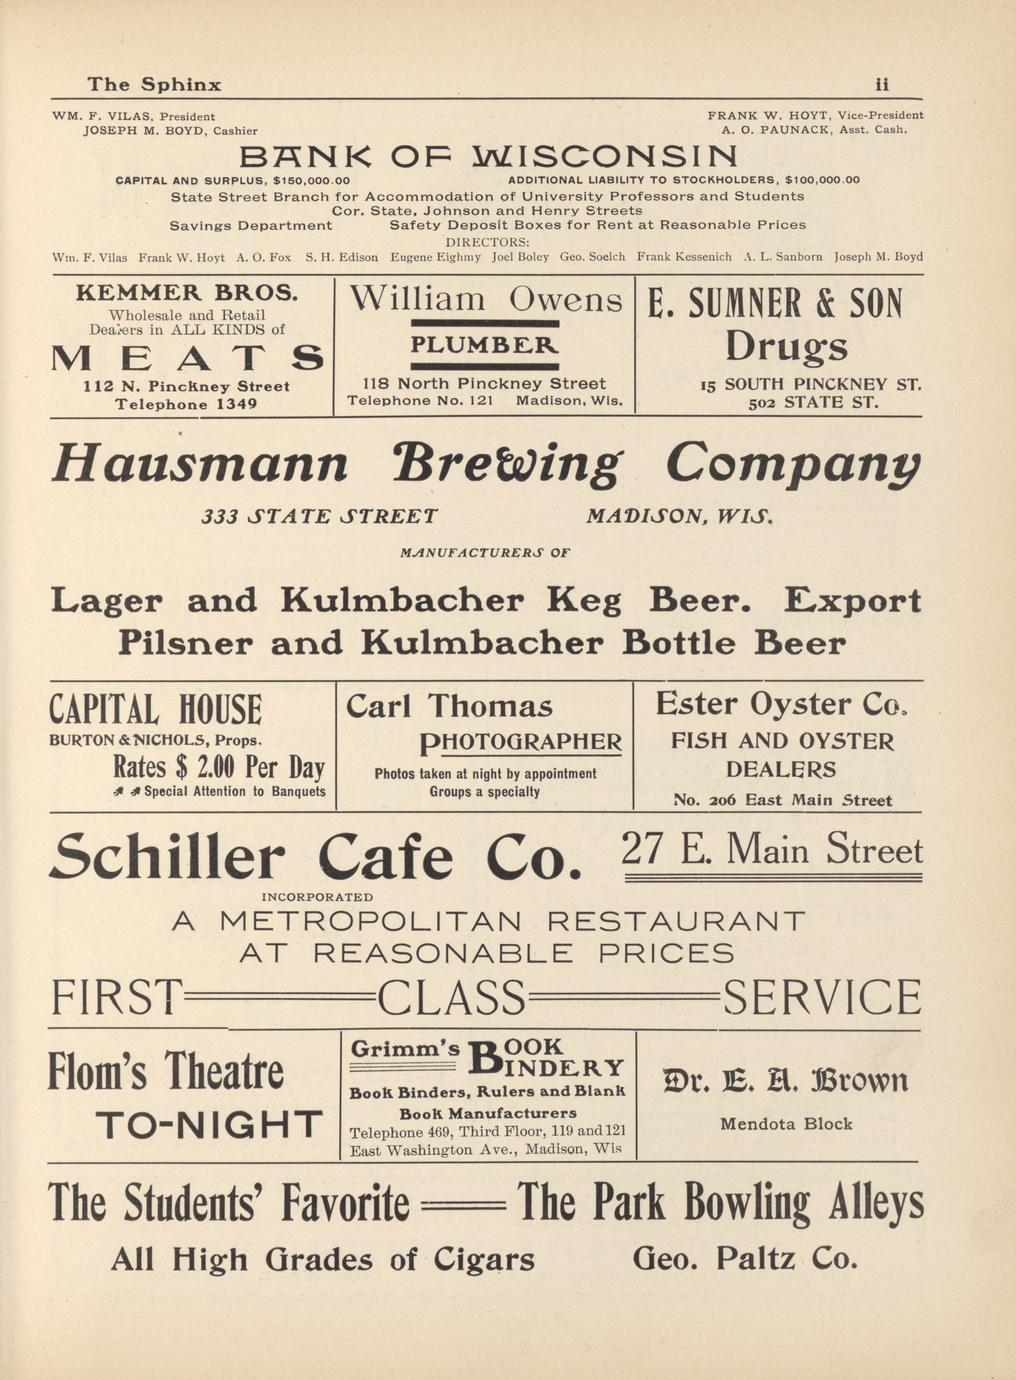 The Sphinx ii
WM. F. VILAS, President FRANK W. HOYT, Vice-President
JOSEPH M. BOYD, Cashier A. O. PAUNACK, Asst. Cash.
BANK OF WISCONSIN
CAPITAL AND SURPLUS, $150,000.00 ADDITIONAL LIABILITY TO STOCKHOLDERS, $100,000.00
State Street Branch for Accommodation of University Professors and Students
Cor. State, Johnson and Henry Streets
Savings Department Safety Deposit Boxes for Rent at Reasonable Prices
DIRECTORS:
Wm. F. Vilas Frank W. Hoyt A. O. Fox S. H. Edison Eugene Eighmy Joel Boley Geo. Soelch Frank Kessenich A. L. Sanborn Joseph M. Boyd
KEMMER BROS.
Wholesale and Retail
Dealers in ALL KINDS of
MEATS
112 N. Pinckney Street
Telephone 1349
William Owens
PLUMBER
118 North Pinckney Street
Telephone No. 121 Madison, Wis.
E. SUMNER & SON
Drugs
15 SOUTH PINCKNEY ST.
502 STATE ST.
Hausmann Brewing Company
333 STATE STREET MADISON, WIS.
MANUFACTURERS OF
Lager and Kulmbacher Keg Beer. Export
Pilsner and Kulmbacher Bottle Beer
CAPITAL HOUSE
BURTON & NICHOLS, Props.
Rates $ 2.00 Per Day
Special Attention to Banquets
Carl Thomas
PHOTOGRAPHER
Photos taken at night by appointment
Groups a specialty
Ester Oyster Co.
FISH AND OYSTER
DEALERS
No. 206 East Main Street
Schiller Cafe Co. 27 E. Main Street
INCORPORATED
A METROPOLITAN RESTAURANT
AT REASONABLE PRICES
FIRST CLASS SERVICE
Flom's Theatre
TO-NIGHT
Grimm's BOOK BINDERY
Book Binders, Rulers and Blank
Book Manufacturers
Telephone 469, Third Floor, 119 and 121
East Washington Ave., Madison, Wis
Dr. E. A. Brown
Mendota Block
The Students' Favorite The Park Bowling Alleys
All High Grades of Cigars Geo. Paltz Co.